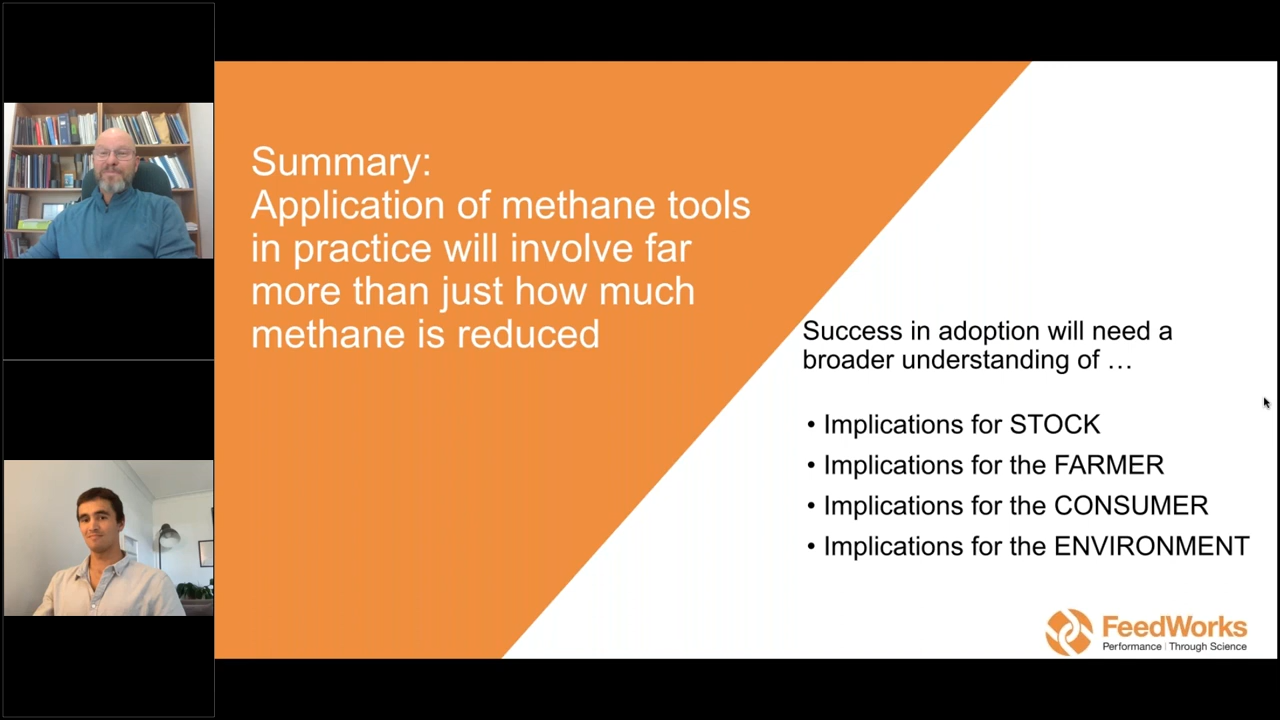 Summary:
Application of methane tools
in practice will involve far
more than just how much
methane is reduced
Success in adoption will need a
broader understanding of …
• Implications for STOCK
• Implications for the FARMER
• Implications for the CONSUMER
• Implications for the ENVIRONMENT
FeedWorks
Performance | Through Science